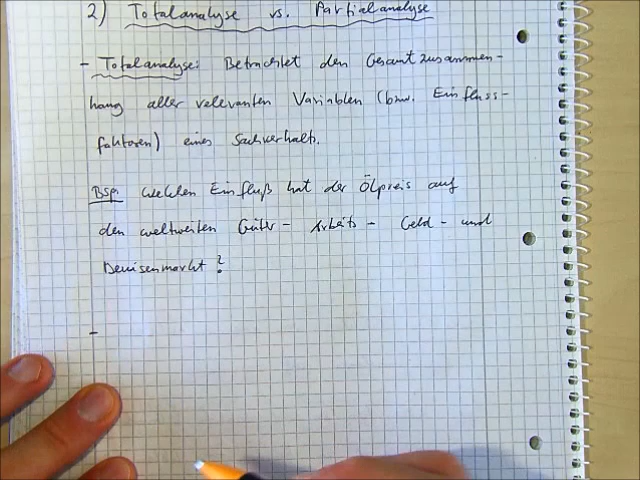 2) Totalanalyse vs. Partialanalyse
- Totalanalyse: Betrachtet den Gesamtzusammen-
hang aller relevanten Variablen (bzw. Einfluss-
faktoren) eines Sachverhalts.
Bsp: Welchen Einfluß hat der Ölpreis auf
den weltweiten Güter- Arbeits- Geld- und
Devisenmarkt?
-